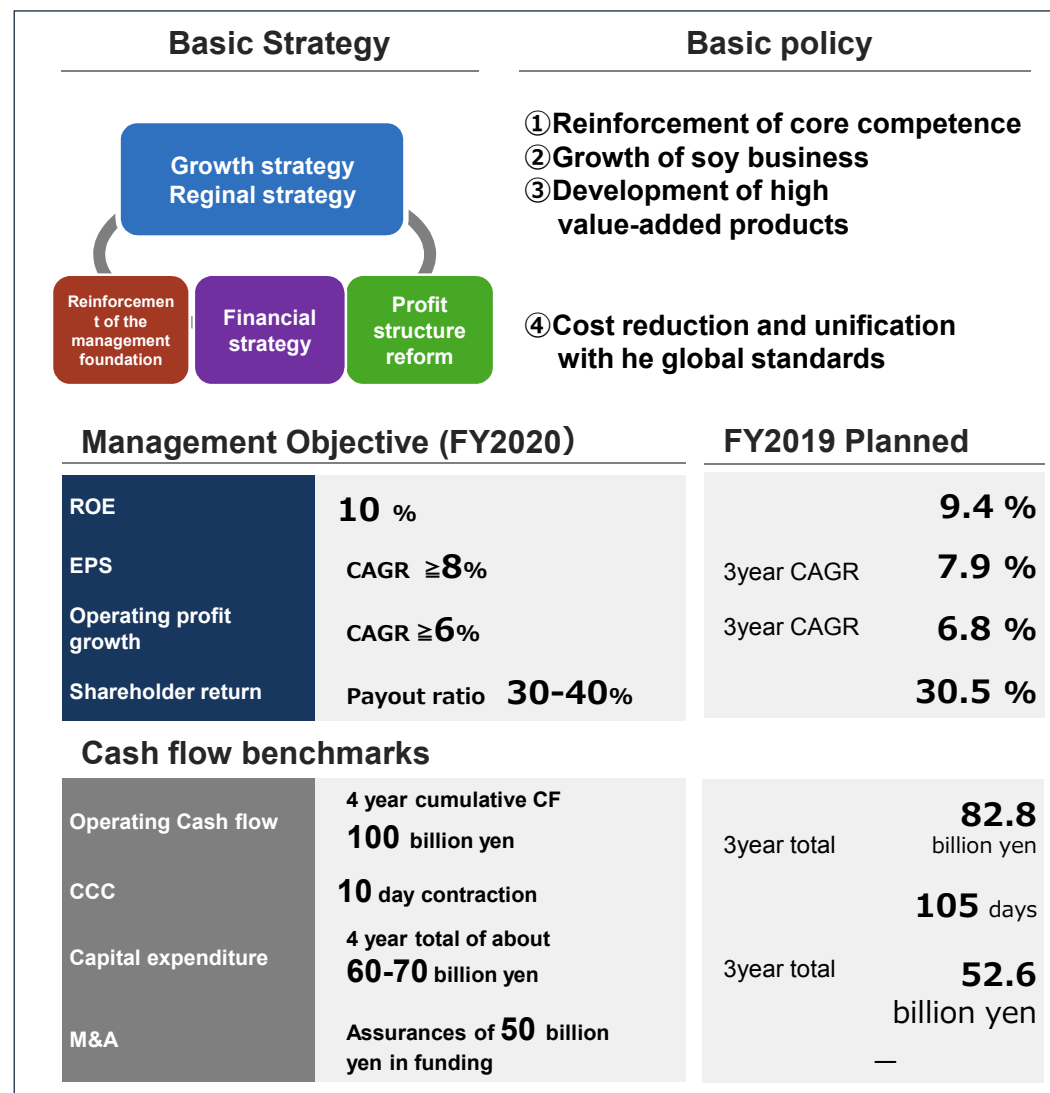 Basic Strategy
Basic policy
Growth strategy
Reginal strategy
Reinforcemen
t of the
management
foundation
Financial
strategy
Profit
structure
reform
①Reinforcement of core competence
②Growth of soy business
③Development of high
value-added products
④Cost reduction and unification
with he global standards
Management Objective (FY2020）
FY2019 Planned
ROE
10 %
9.4 %
EPS
CAGR ≧8%
3year CAGR 7.9 %
Operating profit
growth
CAGR ≧6%
3year CAGR 6.8 %
Shareholder return
Payout ratio 30-40%
30.5 %
Cash flow benchmarks
Operating Cash flow
4 year cumulative CF
100 billion yen
3year total
82.8
billion yen
CCC
10 day contraction
105 days
Capital expenditure
4 year total of about
60-70 billion yen
3year total
52.6
billion yen
M&A
Assurances of 50 billion
yen in funding
—